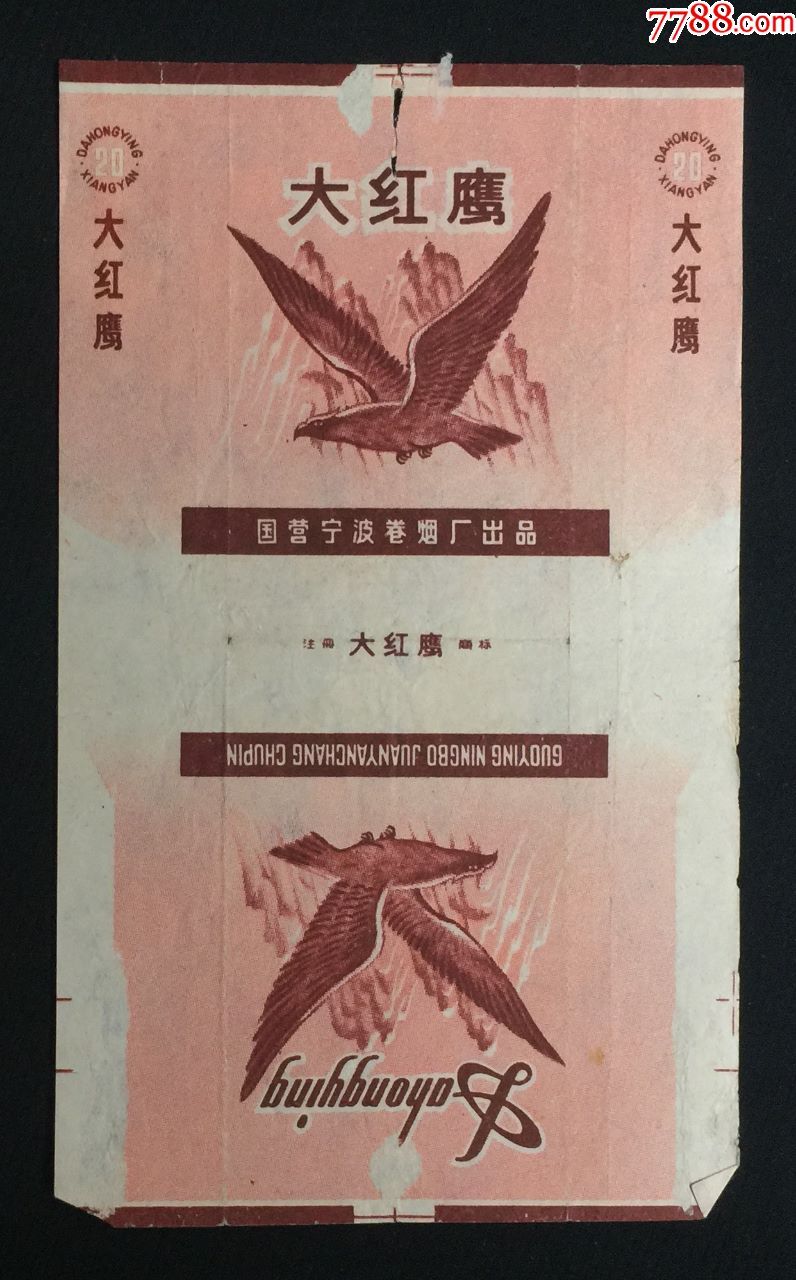 7788.com
DAHONGYING
20
XIANGYAN
大红鹰
大红鹰
DAHONGYING
20
XIANGYAN
大红鹰
国营宁波卷烟厂出品
注册 大红鹰 商标
GUOYING NINGBO JUANYANCHANG CHUPIN
Dahongying